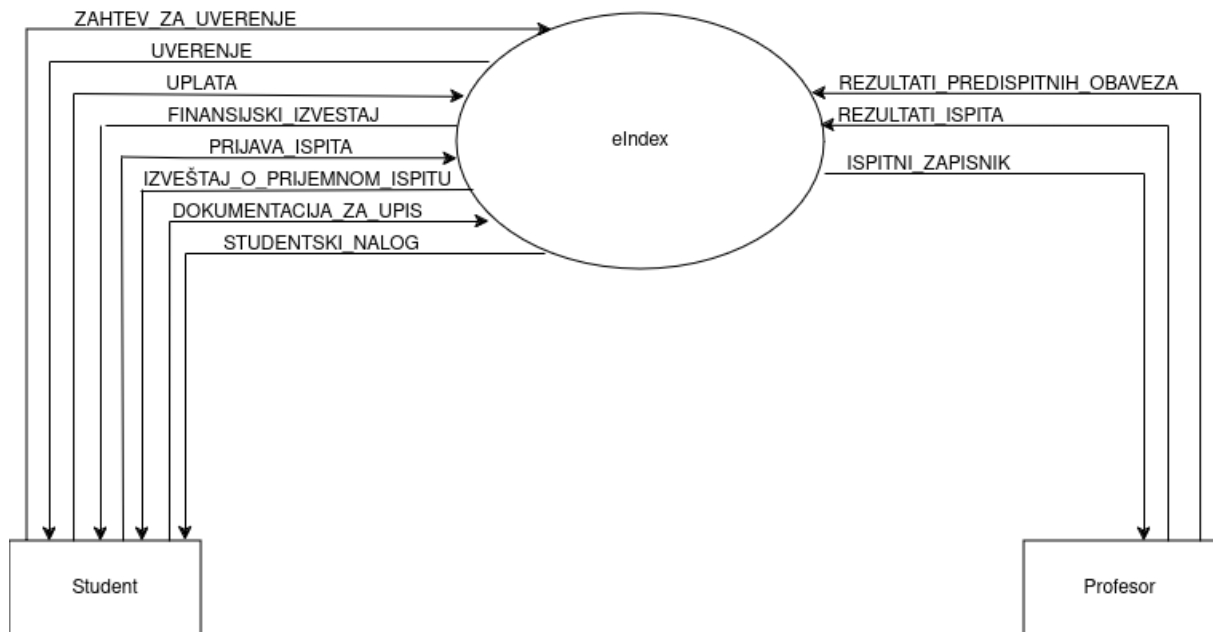 ZAHTEV_ZA_UVERENJE
UVERENJE
UPLATA
FINANSIJSKI_IZVESTAJ
PRIJAVA_ISPITA
IZVEŠTAJ_O_PRIJEMNOM_ISPITU
DOKUMENTACIJA_ZA_UPIS
STUDENTSKI_NALOG
eIndex
REZULTATI_PREDISPITNIH_OBAVEZA
REZULTATI_ISPITA
ISPITNI_ZAPISNIK
Student
Profesor